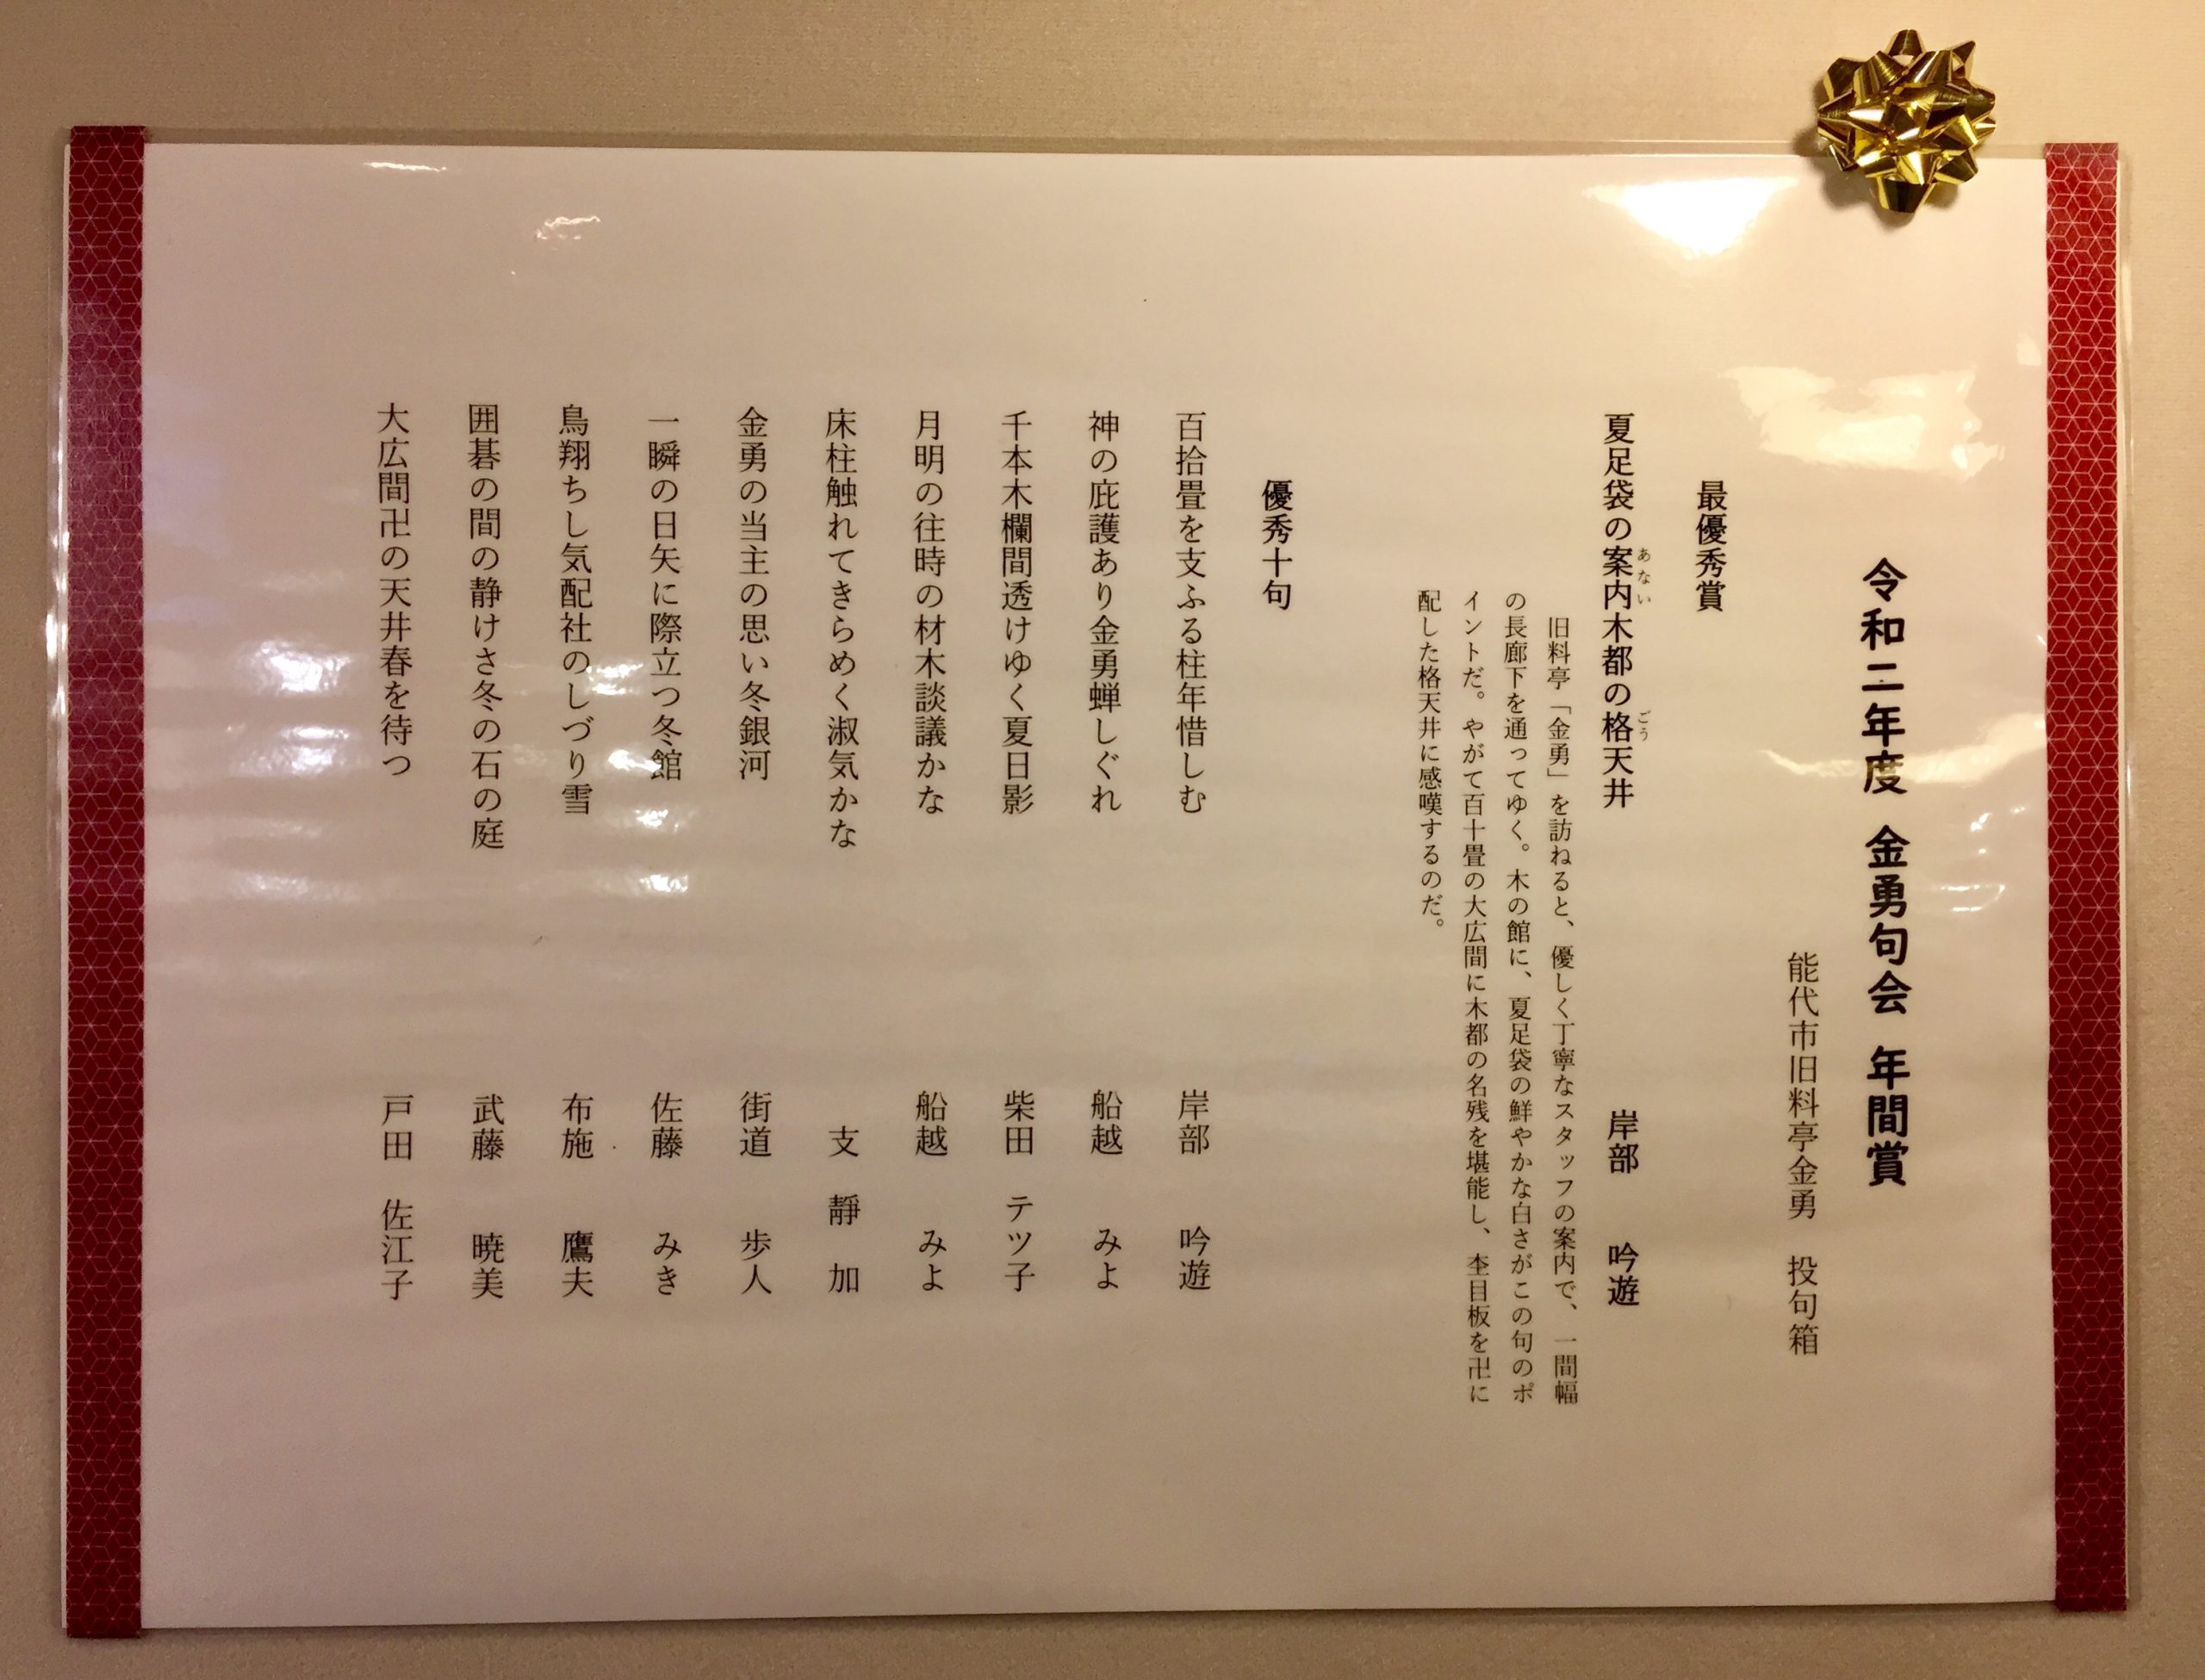 令和二年度 金勇句会 年間賞
能代市旧料亭金勇 投句箱
最優秀賞
夏足袋の案内木都の格天井 岸部 吟遊
あない ごう
旧料亭「金勇」を訪ねると、優しく丁寧なスタッフの案内で、一間幅
の長廊下を通ってゆく。木の館に、夏足袋の鮮やかな白さがこの句のポ
イントだ。やがて百十畳の大広間に木都の名残を堪能し、杢目板を卍に
配した格天井に感嘆するのだ。
優秀十句
百拾畳を支ふる柱年惜しむ 岸部 吟遊
神の庇護あり金勇蝉しぐれ 船越 みよ
千本木欄間透けゆく夏日影 柴田 テツ子
月明の往時の材木談議かな 船越 みよ
床柱触れてきらめく淑気かな 支 靜 加
金勇の当主の思い冬銀河 街道 歩人
一瞬の日矢に際立つ冬館 佐藤 みき
鳥翔ちし気配社のしづり雪 布施 鷹夫
囲碁の間の静けさ冬の石の庭 武藤 暁美
大広間卍の天井春を待つ 戸田 佐江子